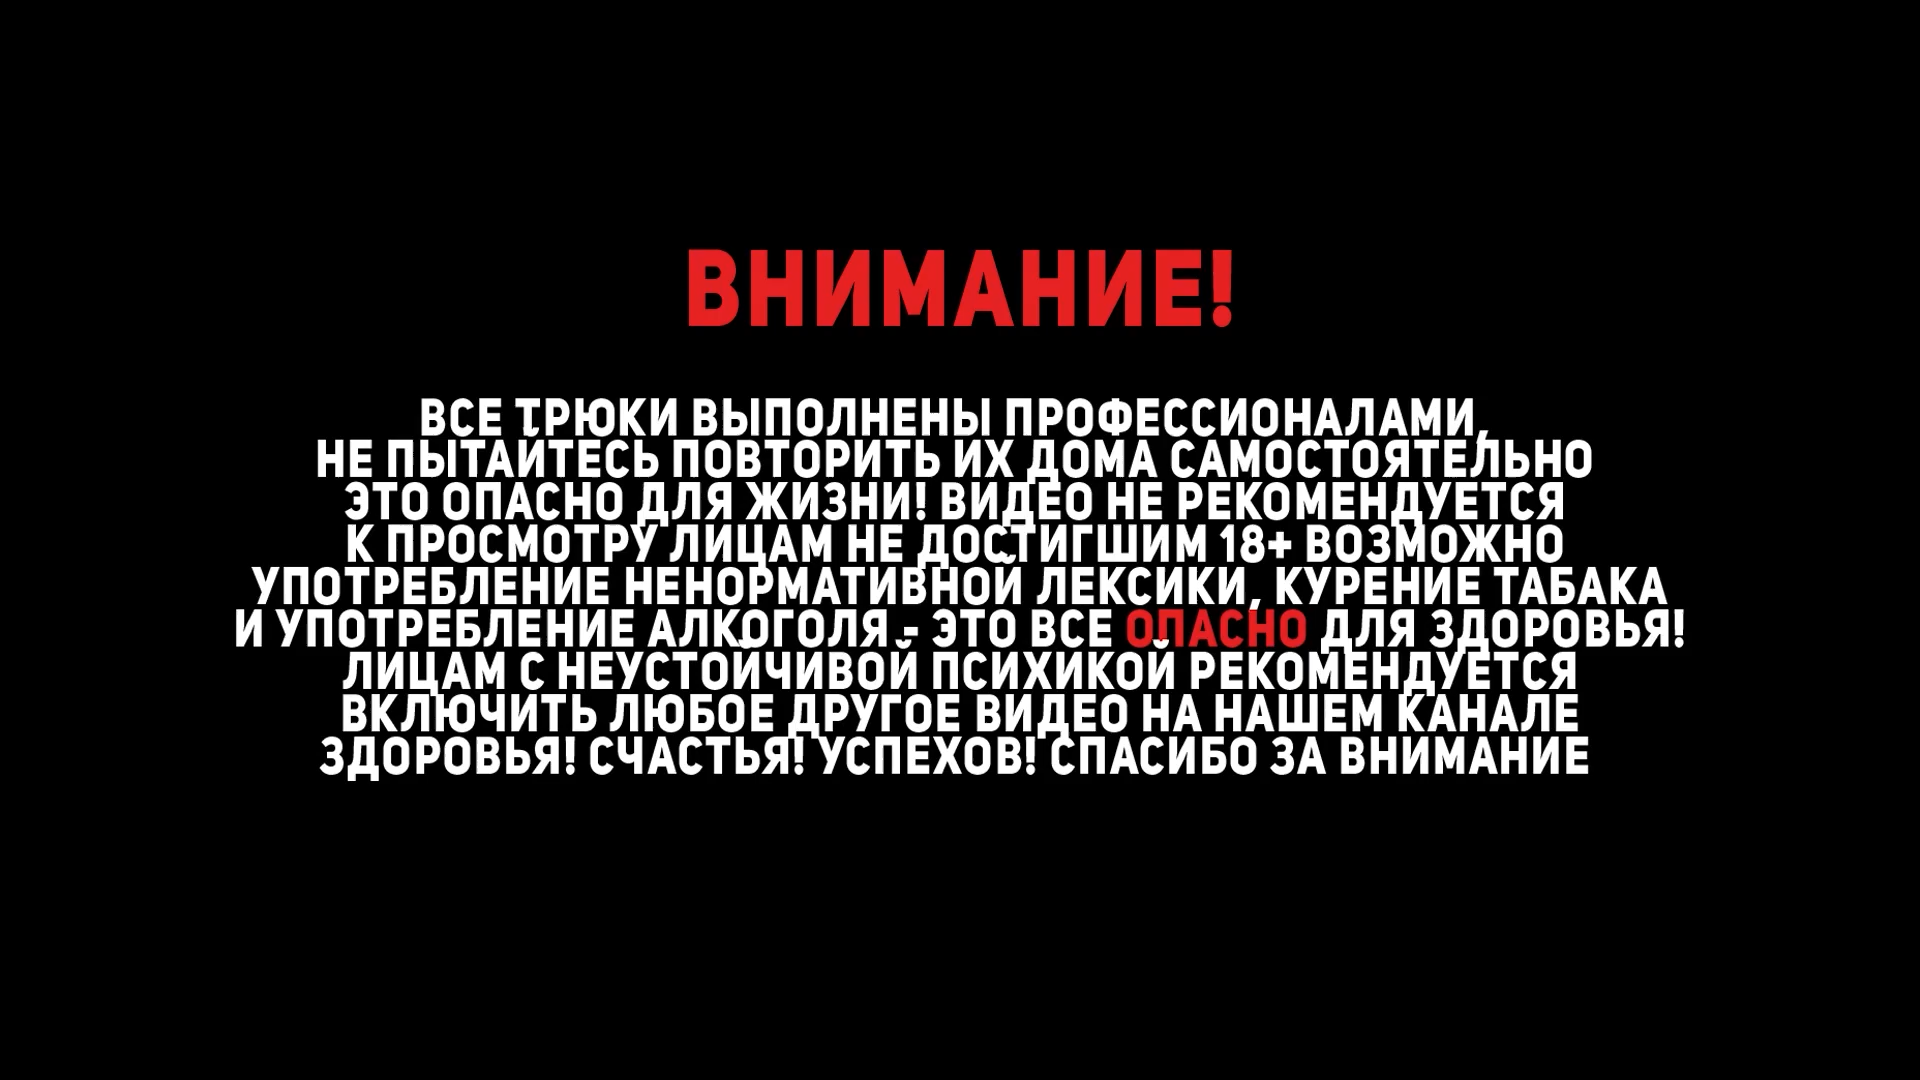 ВНИМАНИЕ!
ВСЕ ТРЮКИ ВЫПОЛНЕНЫ ПРОФЕССИОНАЛАМИ,
НЕ ПЫТАЙТЕСЬ ПОВТОРИТЬ ИХ ДОМА САМОСТОЯТЕЛЬНО
ЭТО ОПАСНО ДЛЯ ЖИЗНИ! ВИДЕО НЕ РЕКОМЕНДУЕТСЯ
К ПРОСМОТРУ ЛИЦАМ НЕ ДОСТИГШИМ 18+ ВОЗМОЖНО
УПОТРЕБЛЕНИЕ НЕНОРМАТИВНОЙ ЛЕКСИКИ, КУРЕНИЕ ТАБАКА
И УПОТРЕБЛЕНИЕ АЛКОГОЛЯ - ЭТО ВСЕ ОПАСНО ДЛЯ ЗДОРОВЬЯ!
ЛИЦАМ С НЕУСТОЙЧИВОЙ ПСИХИКОЙ РЕКОМЕНДУЕТСЯ
ВКЛЮЧИТЬ ЛЮБОЕ ДРУГОЕ ВИДЕО НА НАШЕМ КАНАЛЕ
ЗДОРОВЬЯ! СЧАСТЬЯ! УСПЕХОВ! СПАСИБО ЗА ВНИМАНИЕ